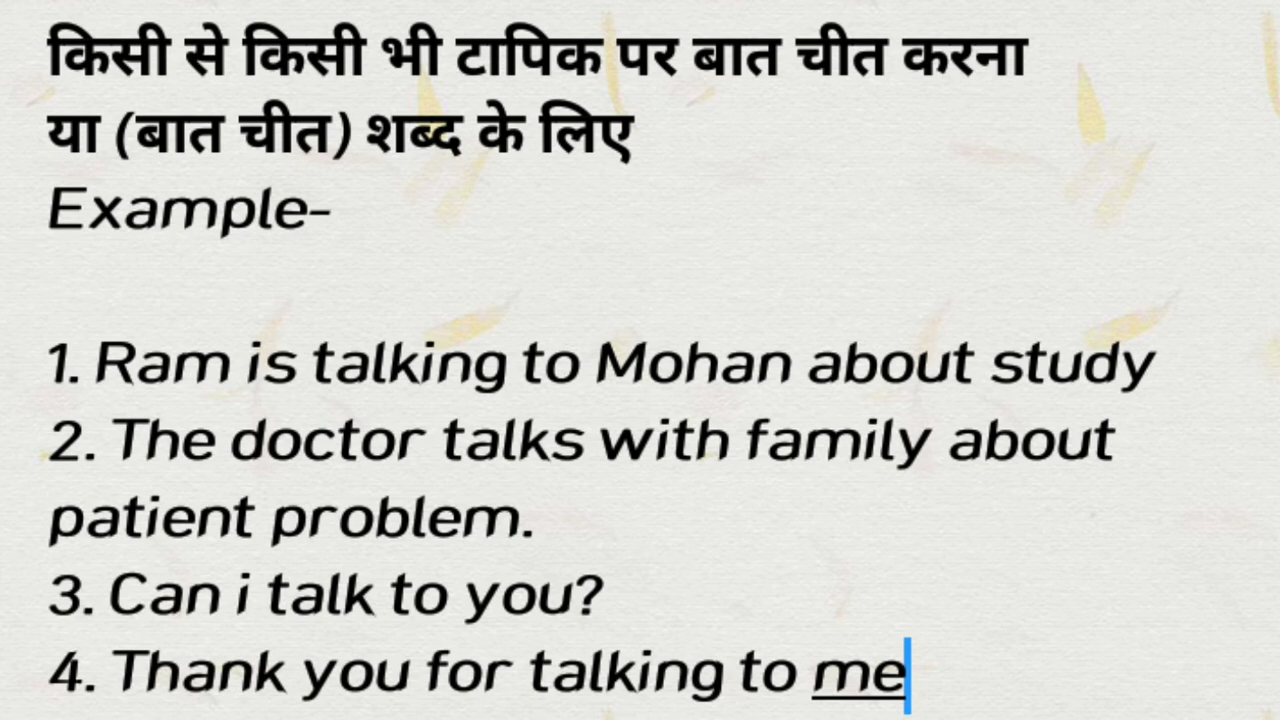 किसी से किसी भी टापिक पर बात चीत करना
या (बात चीत) शब्द के लिए
Example-
1. Ram is talking to Mohan about study
2. The doctor talks with family about
patient problem.
3. Can i talk to you?
4. Thank you for talking to me